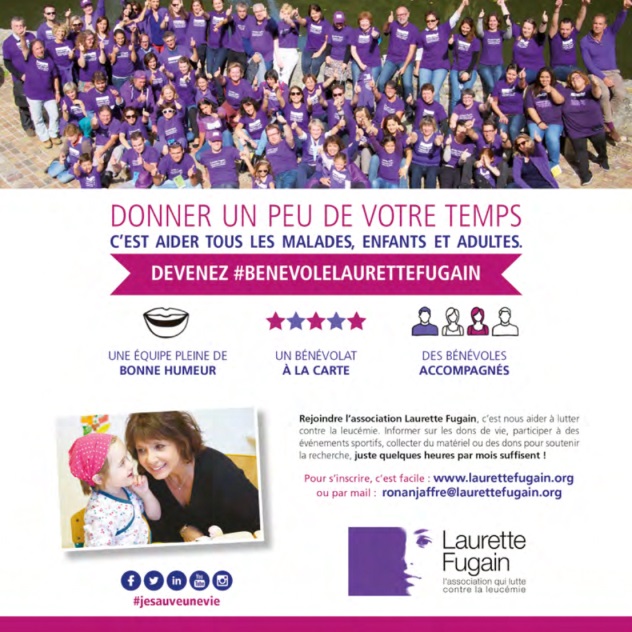 DONNER UN PEU DE VOTRE TEMPS
C'EST AIDER TOUS LES MALADES, ENFANTS ET ADULTES.
DEVENEZ #BENEVOLELAURETTEFUGAIN
UNE ÉQUIPE PLEINE DE
BONNE HUMEUR
UN BÉNÉVOLAT
À LA CARTE
DES BÉNÉVOLES
ACCOMPAGNÉS
Rejoindre l'association Laurette Fugain, c'est nous aider à lutter
contre la leucémie. Informer sur les dons de vie, participer à des
événements sportifs, collecter du matériel ou des dons pour soutenir
la recherche, juste quelques heures par mois suffisent !
Pour s'inscrire, c'est facile : www.laurettefugain.org
ou par mail : ronanjaffre@laurettefugain.org
Laurette
Fugain
l'association qui lutte
contre la leucémie
You
Tube
#jesauveunevie